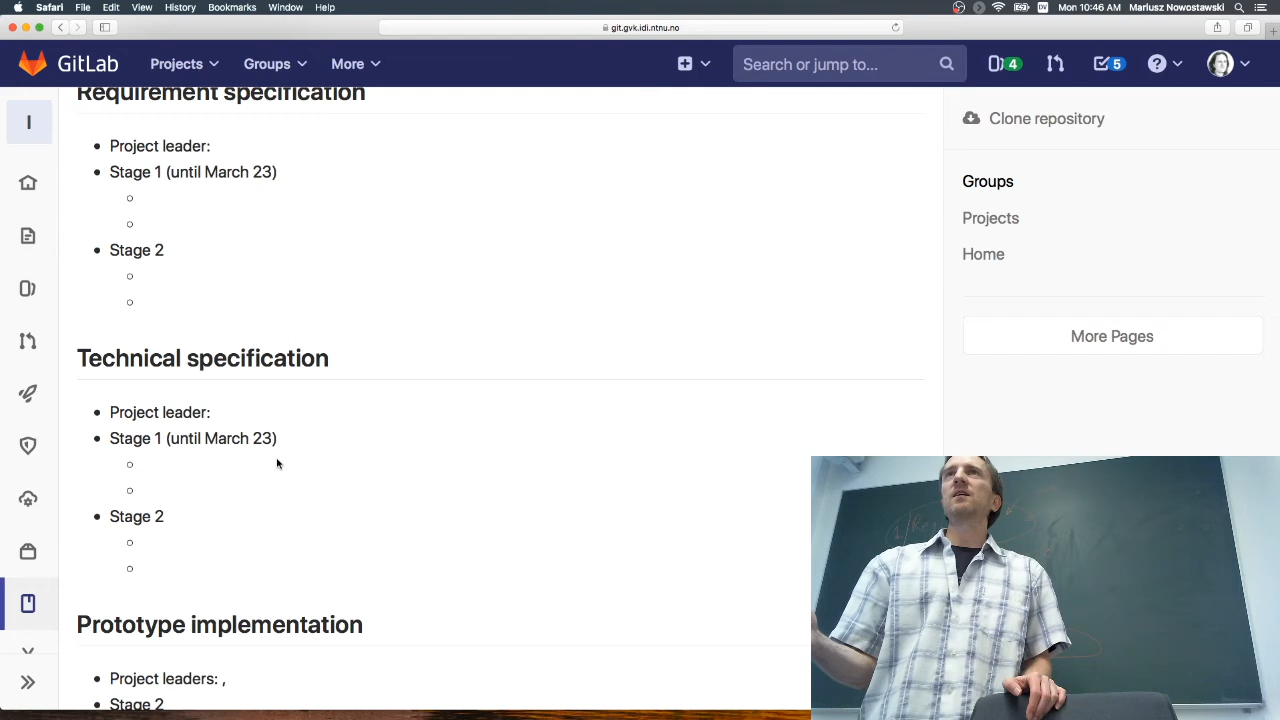 Safari File Edit View History Bookmarks Window Help
Mon 10:46 AM Mariusz Nowostawski
git.gvk.idi.ntnu.no
GitLab Projects Groups More Search or jump to... 4 5
Requirement specification
Project leader:
Stage 1 (until March 23)
Stage 2
Technical specification
Project leader:
Stage 1 (until March 23)
Stage 2
Prototype implementation
Project leaders: ,
Stage 2
I
Clone repository
Groups
Projects
Home
More Pages